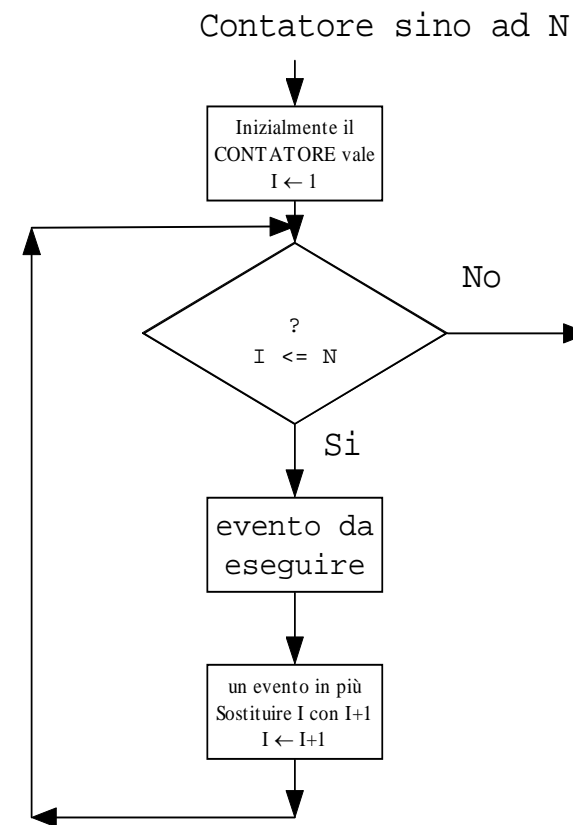 Contatore sino ad N
Inizialmente il
CONTATORE vale
I ← 1
No
?
I <= N
Si
evento da
eseguire
un evento in più
Sostituire I con I+1
I ← I+1